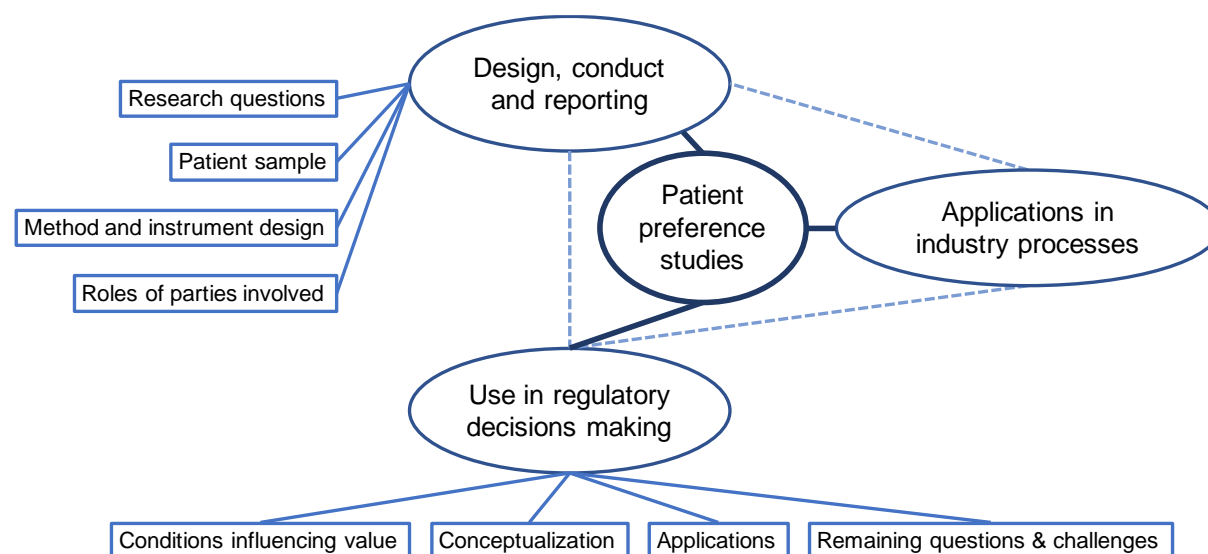 Design, conduct
and reporting
Research questions
Patient sample
Method and instrument design
Roles of parties involved
Patient
preference
studies
Applications in
industry processes
Use in regulatory
decisions making
Conditions influencing value
Conceptualization
Applications
Remaining questions & challenges